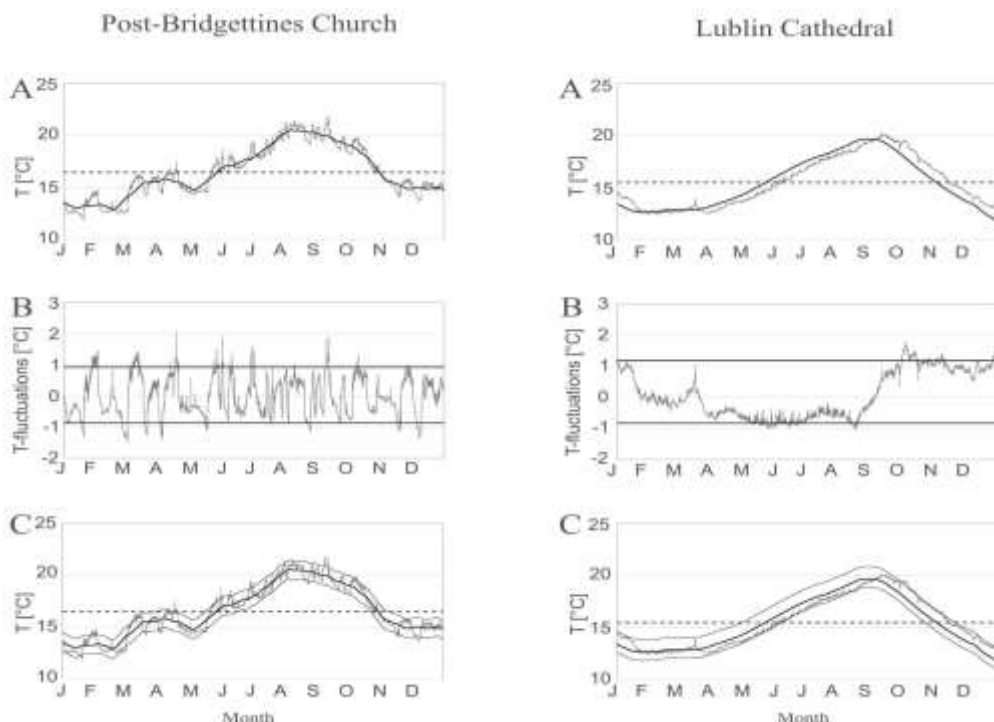 Post-Bridgettines Church
Lublin Cathedral
A
25
20
15
10
T [°C]
J F M A M J J A S O N D
A
25
20
15
10
T [°C]
J F M A M J J A S O N D
B
3
2
1
0
-1
-2
T-fluctuations [°C]
J F M A M J J A S O N D
B
3
2
1
0
-1
-2
T-fluctuations [°C]
J F M A M J J A S O N D
C
25
20
15
10
T [°C]
J F M A M J J A S O N D
Month
C
25
20
15
10
T [°C]
J F M A M J J A S O N D
Month